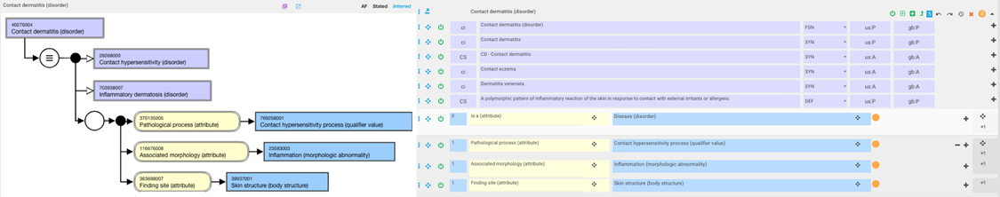 Contact dermatitis (disorder)
AF Stated Inferred
40275004
Contact dermatitis (disorder)
29268000
Contact hypersensitivity (disorder)
703938007
Inflammatory dermatosis (disorder)
370135005
Pathological process (attribute)
769258001
Contact hypersensitivity process (qualifier value)
116676008
Associated morphology (attribute)
23583003
Inflammation (morphologic abnormality)
363698007
Finding site (attribute)
39937001
Skin structure (body structure)
Contact dermatitis (disorder)
ci Contact dermatitis (disorder) FSN us:P gb:P
ci Contact dermatitis SYN us:P gb:P
CS CD - Contact dermatitis SYN us:A gb:A
ci Contact eczema SYN us:A gb:A
ci Dermatitis venenata SYN us:A gb:A
CS A polymorphic pattern of inflammatory reaction of the skin in response to contact with external irritants or allergens. DEF us:P gb:P
0 Is a (attribute) Disease (disorder)
+1
1 Pathological process (attribute) Contact hypersensitivity process (qualifier value)
+1
1 Associated morphology (attribute) Inflammation (morphologic abnormality)
+1
1 Finding site (attribute) Skin structure (body structure)
+1